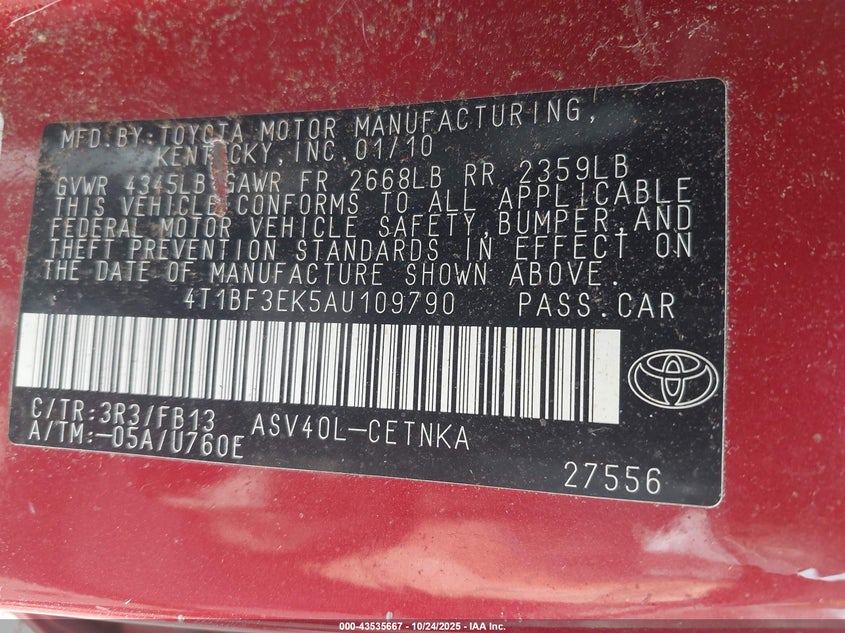 MFD.BY:TOYOTA MOTOR MANUFACTURING,
KENTUCKY,INC.01/10
GVWR 4345LB GAWR FR 2668LB RR 2359LB
THIS VEHICLE CONFORMS TO ALL APPLICABLE
FEDERAL MOTOR VEHICLE SAFETY,BUMPER,AND
THEFT PREVENTION STANDARDS IN EFFECT ON
THE DATE OF MANUFACTURE SHOWN ABOVE.
4T1BF3EK5AU109790 PASS.CAR
C/TR:3R3/FB13 ASV40L-CETNKA
A/TM:-05A/U760E
27556
000-43535667 - 10/24/2025 - IAA Inc.